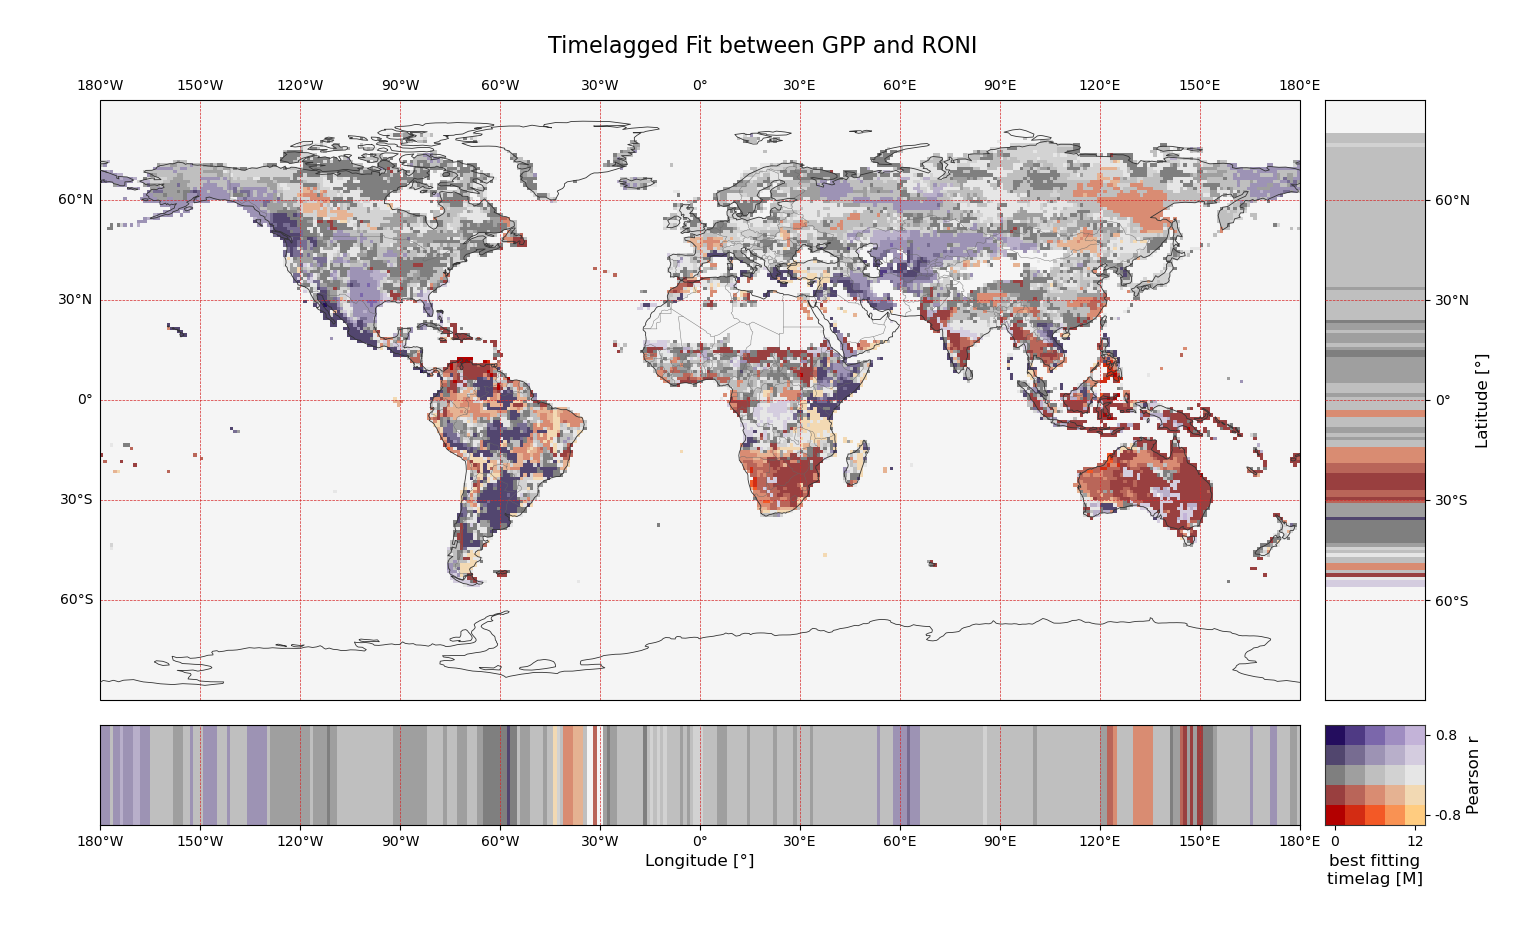 Timelagged Fit between GPP and RONI
180°W 150°W 120°W 90°W 60°W 30°W 0° 30°E 60°E 90°E 120°E 150°E 180°E
60°N
30°N
0°
30°S
60°S
60°N
30°N
0°
30°S
60°S
Latitude [°]
180°W 150°W 120°W 90°W 60°W 30°W 0° 30°E 60°E 90°E 120°E 150°E 180°E
Longitude [°]
0.8
-0.8
Pearson r
0 12
best fitting
timelag [M]